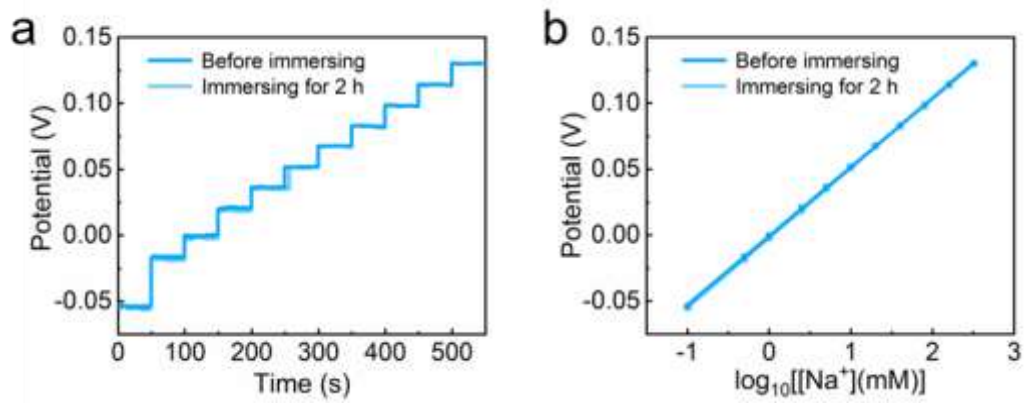 a
0.15
0.10
0.05
0.00
-0.05
Potential (V)
Before immersing
Immersing for 2 h
0 100 200 300 400 500
Time (s)
b
0.15
0.10
0.05
0.00
-0.05
Potential (V)
Before immersing
Immersing for 2 h
-1 0 1 2 3
log₁₀[[Na⁺](mM)]